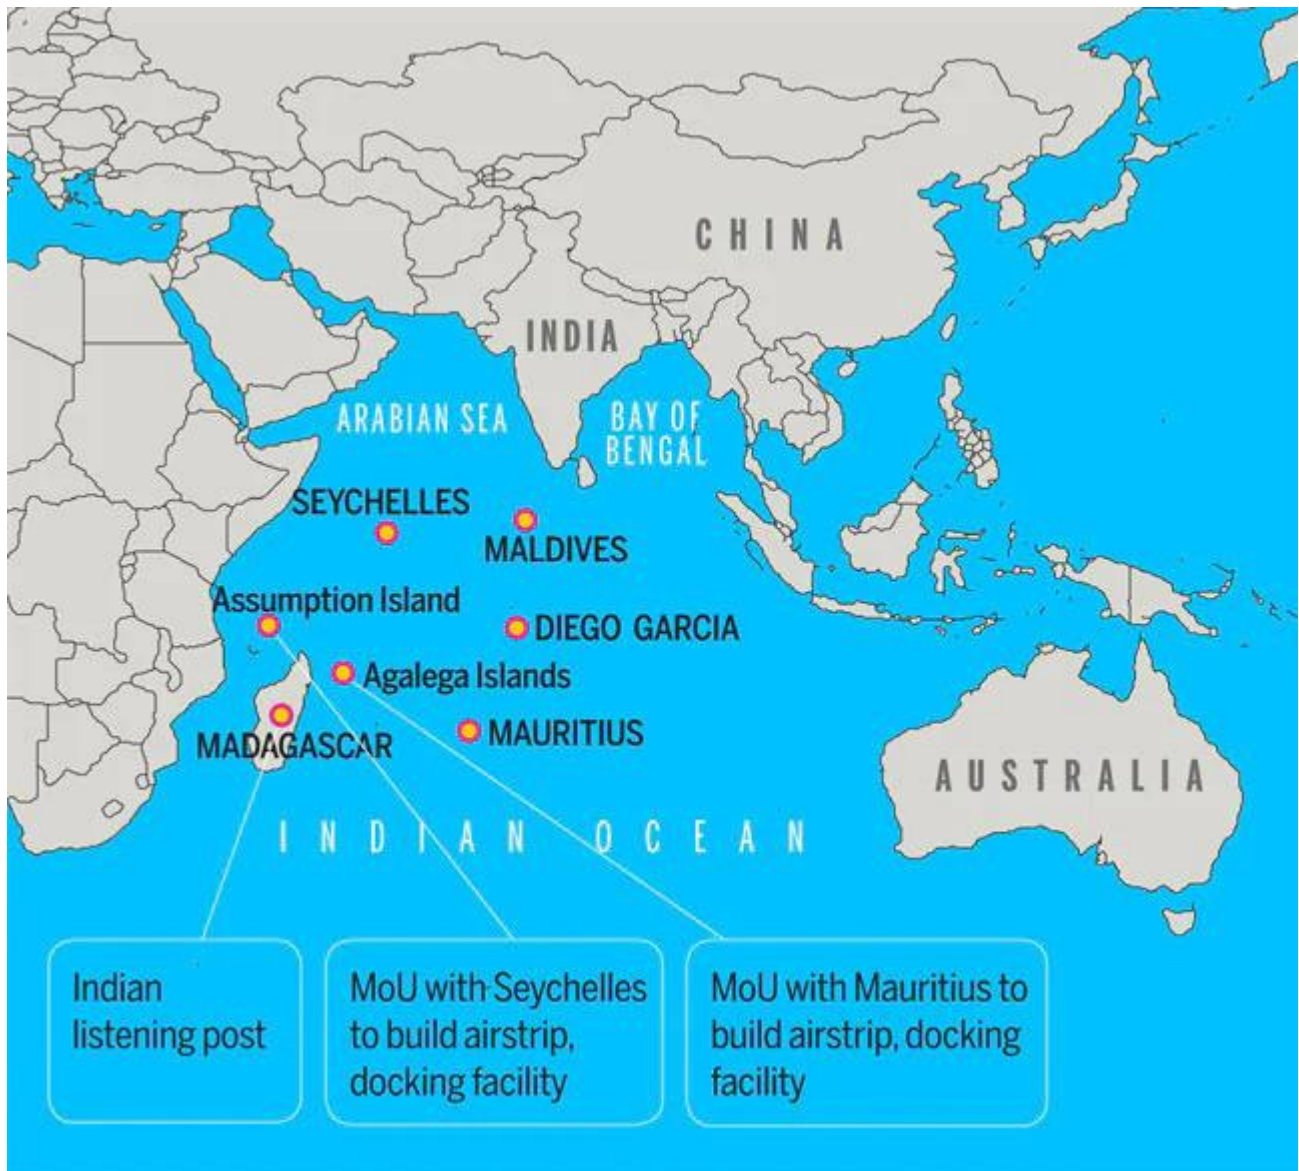 CHINA
INDIA
ARABIAN SEA
BAY OF
BENGAL
SEYCHELLES
MALDIVES
Assumption Island
DIEGO GARCIA
Agalega Islands
MAURITIUS
MADAGASCAR
AUSTRALIA
INDIAN OCEAN
Indian
listening post
MoU with Seychelles
to build airstrip,
docking facility
MoU with Mauritius to
build airstrip, docking
facility